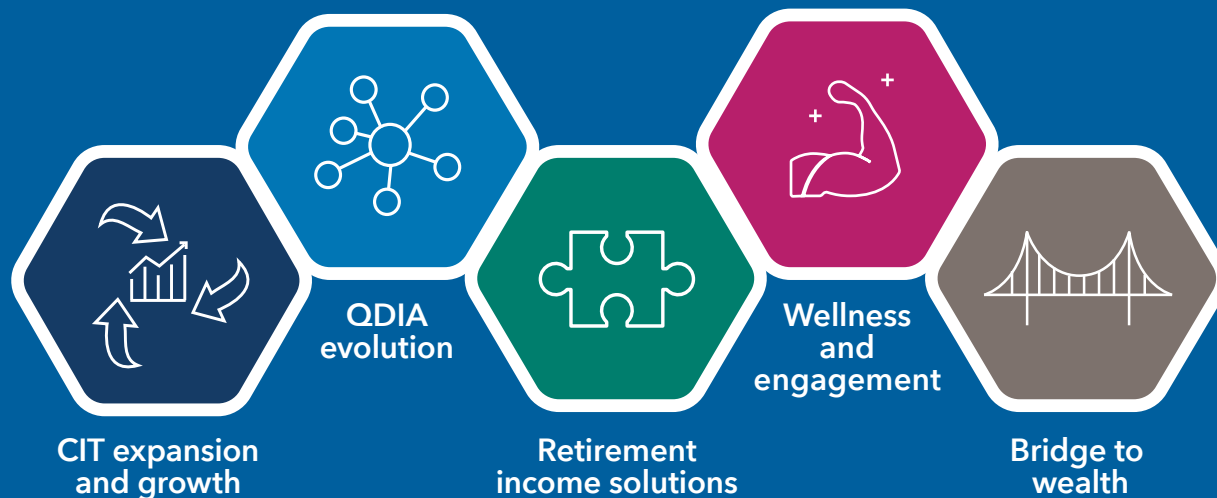 CIT expansion
and growth
QDIA
evolution
Retirement
income solutions
Wellness
and
engagement
Bridge to
wealth